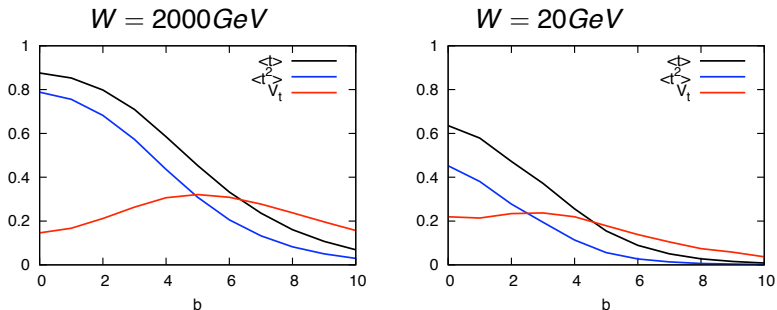 W = 2000GeV
W = 20GeV
1
0.8
0.6
0.4
0.2
0
0 2 4 6 8 10
b
<t>
<t²>
V_t
1
0.8
0.6
0.4
0.2
0
0 2 4 6 8 10
b
<t>
<t²>
V_t